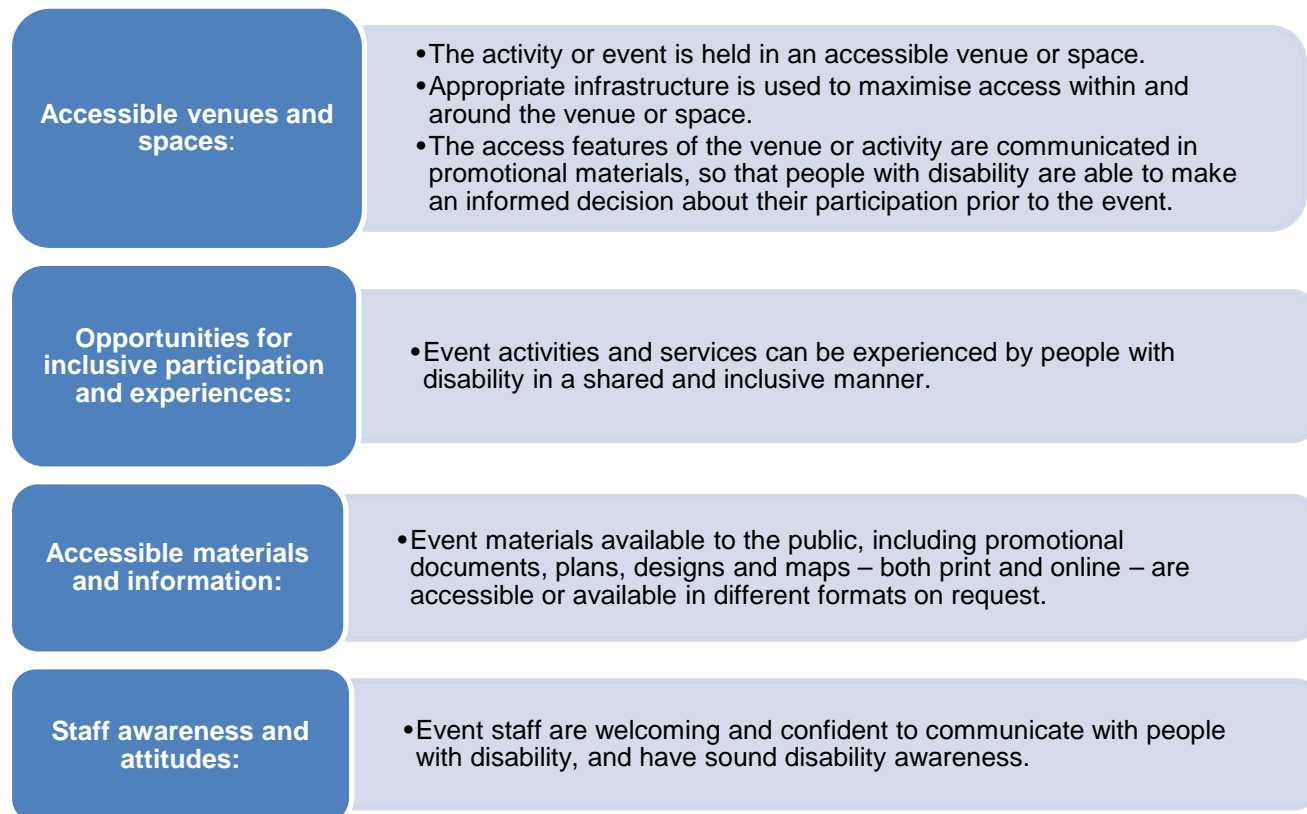 Accessible venues and
spaces:
•The activity or event is held in an accessible venue or space.
•Appropriate infrastructure is used to maximise access within and
around the venue or space.
•The access features of the venue or activity are communicated in
promotional materials, so that people with disability are able to make
an informed decision about their participation prior to the event.
Opportunities for
inclusive participation
and experiences:
•Event activities and services can be experienced by people with
disability in a shared and inclusive manner.
Accessible materials
and information:
•Event materials available to the public, including promotional
documents, plans, designs and maps – both print and online – are
accessible or available in different formats on request.
Staff awareness and
attitudes:
•Event staff are welcoming and confident to communicate with people
with disability, and have sound disability awareness.